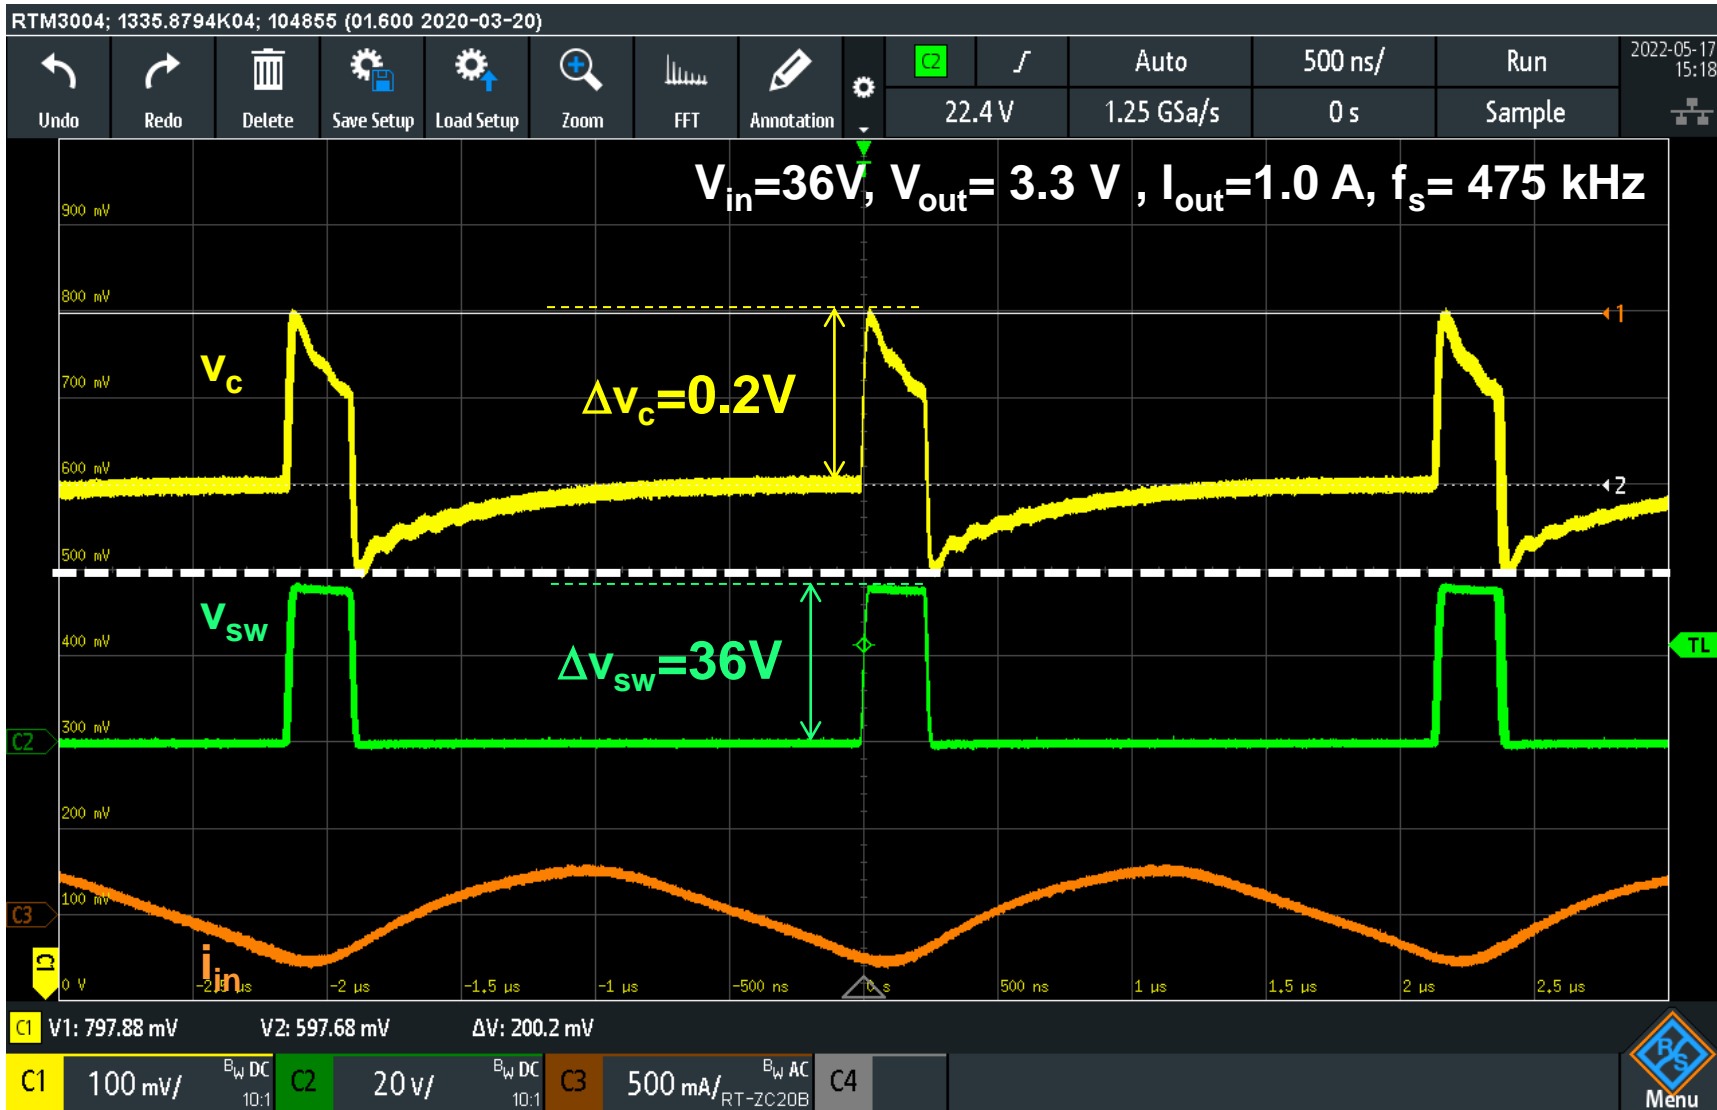 RTM3004; 1335.8794K04; 104855 (01.600 2020-03-20)
Undo Redo Delete Save Setup Load Setup Zoom FFT Annotation
C2 Auto 500 ns/ Run
22.4 V 1.25 GSa/s 0 s Sample
2022-05-17
15:18
Vin=36V, Vout= 3.3 V , Iout=1.0 A, fs= 475 kHz
900 mV
800 mV
1
vc
700 mV
Δvc=0.2V
600 mV
2
500 mV
vsw
400 mV
TL
Δvsw=36V
300 mV
C2
200 mV
100 mV
C3
iin
C1
0 V
-2 µs -1,5 µs -1 µs -500 ns 0 s 500 ns 1 µs 1,5 µs 2 µs 2,5 µs
C1 V1: 797.88 mV V2: 597.68 mV ΔV: 200.2 mV
C1 100 mV/ BW DC 10:1
C2 20 V/ BW DC 10:1
C3 500 mA/ BW AC RT-ZC20B
C4
R&S
Menu